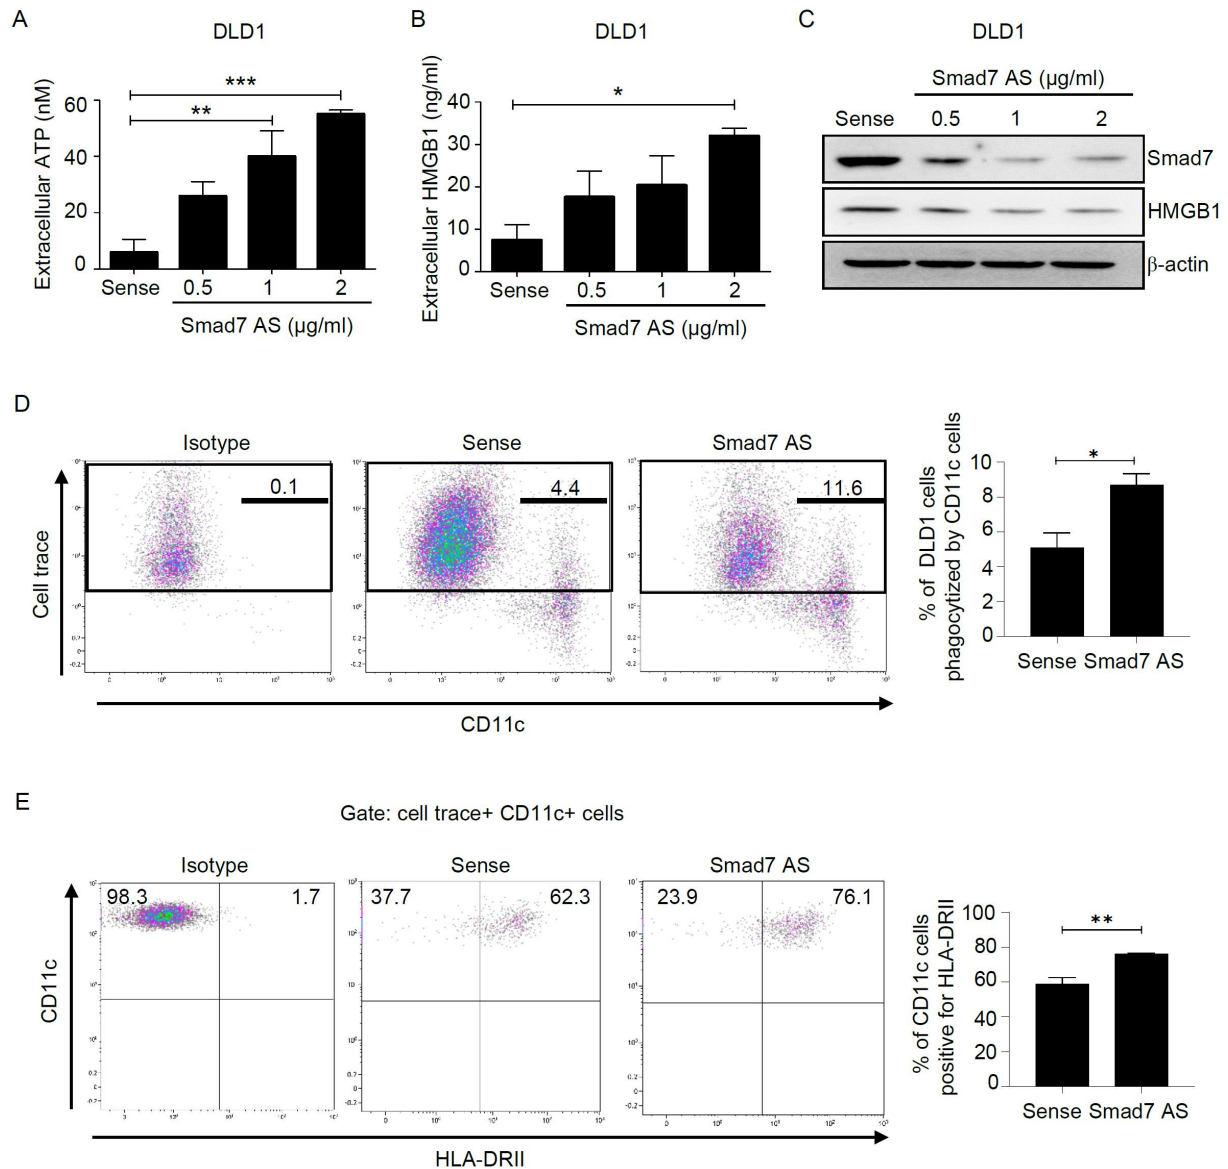 A
DLD1
Extracellular ATP (nM)
60
40
20
0
***
**
Sense
0.5
1
2
Smad7 AS (µg/ml)
B
DLD1
Extracellular HMGB1 (ng/ml)
40
30
20
10
0
*
Sense
0.5
1
2
Smad7 AS (µg/ml)
C
DLD1
Smad7 AS (µg/ml)
Sense
0.5
1
2
Smad7
HMGB1
β-actin
D
Isotype
Sense
Smad7 AS
0.1
4.4
11.6
Cell trace
CD11c
% of DLD1 cells
phagocytized by CD11c cells
10
8
6
4
2
0
*
Sense
Smad7 AS
E
Gate: cell trace+ CD11c+ cells
Isotype
Sense
Smad7 AS
98.3
1.7
37.7
62.3
23.9
76.1
CD11c
HLA-DRII
% of CD11c cells
positive for HLA-DRII
100
80
60
40
20
0
**
Sense
Smad7 AS